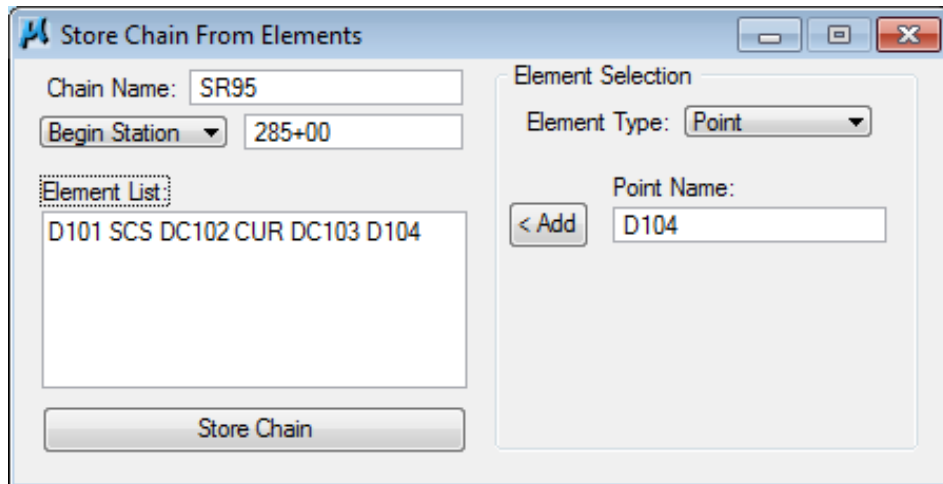 Store Chain From Elements
Chain Name: SR95
Begin Station 285+00
Element List:
D101 SCS DC102 CUR DC103 D104
Store Chain
Element Selection
Element Type: Point
Point Name:
< Add D104